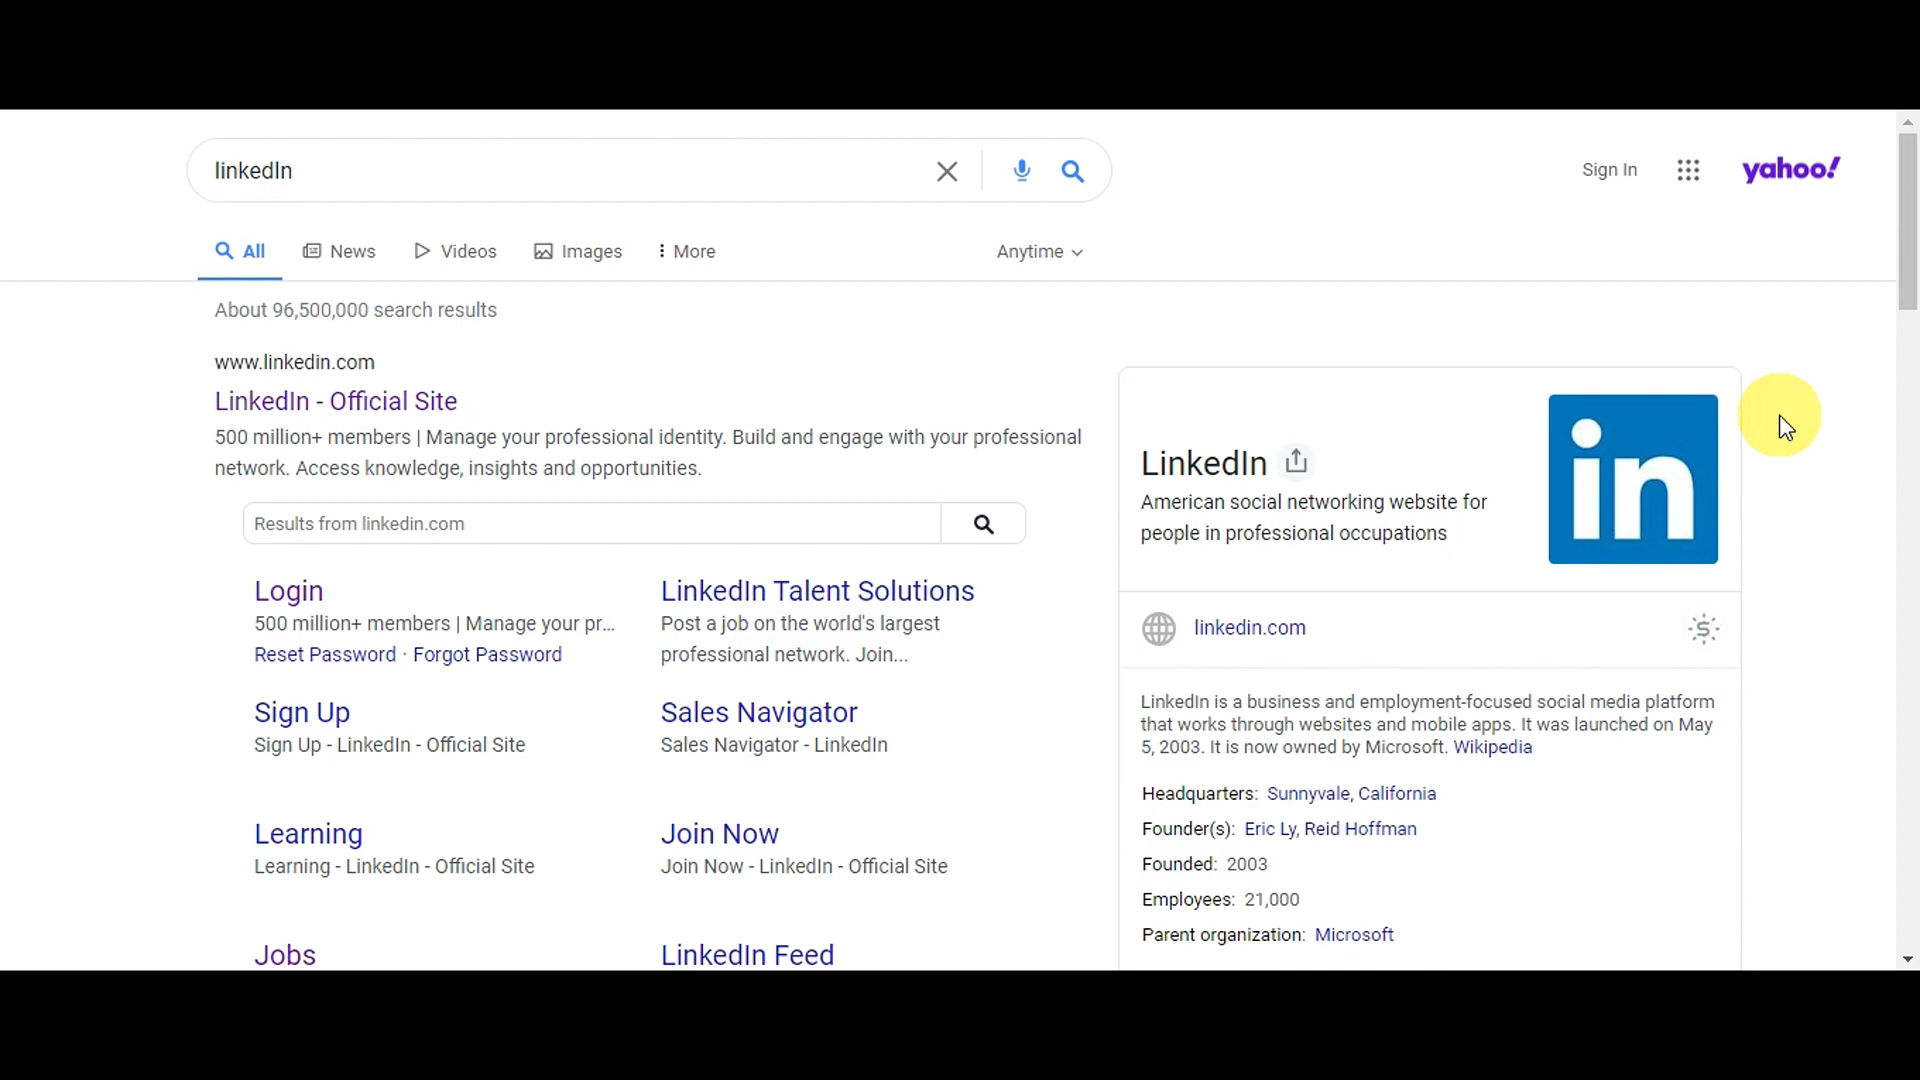 linkedIn
Sign In
yahoo!
All
News
Videos
Images
More
Anytime
About 96,500,000 search results
www.linkedin.com
LinkedIn - Official Site
500 million+ members | Manage your professional identity. Build and engage with your professional
network. Access knowledge, insights and opportunities.
Results from linkedin.com
Login
500 million+ members | Manage your pr...
Reset Password · Forgot Password
LinkedIn Talent Solutions
Post a job on the world's largest
professional network. Join...
Sign Up
Sign Up - LinkedIn - Official Site
Sales Navigator
Sales Navigator - LinkedIn
Learning
Learning - LinkedIn - Official Site
Join Now
Join Now - LinkedIn - Official Site
Jobs
LinkedIn Feed
LinkedIn
American social networking website for
people in professional occupations
in
linkedin.com
LinkedIn is a business and employment-focused social media platform
that works through websites and mobile apps. It was launched on May
5, 2003. It is now owned by Microsoft. Wikipedia
Headquarters: Sunnyvale, California
Founder(s): Eric Ly, Reid Hoffman
Founded: 2003
Employees: 21,000
Parent organization: Microsoft